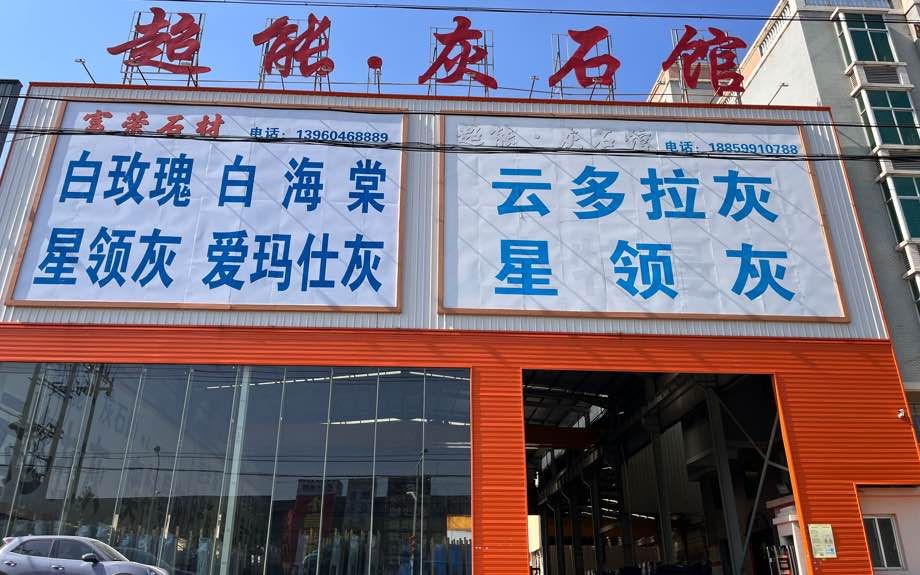 超能·灰石馆
富萱石材 电话：13960468889
白玫瑰 白海棠
星领灰 爱玛仕灰
超能·灰石馆 电话：18859910788
云多拉灰
星领灰